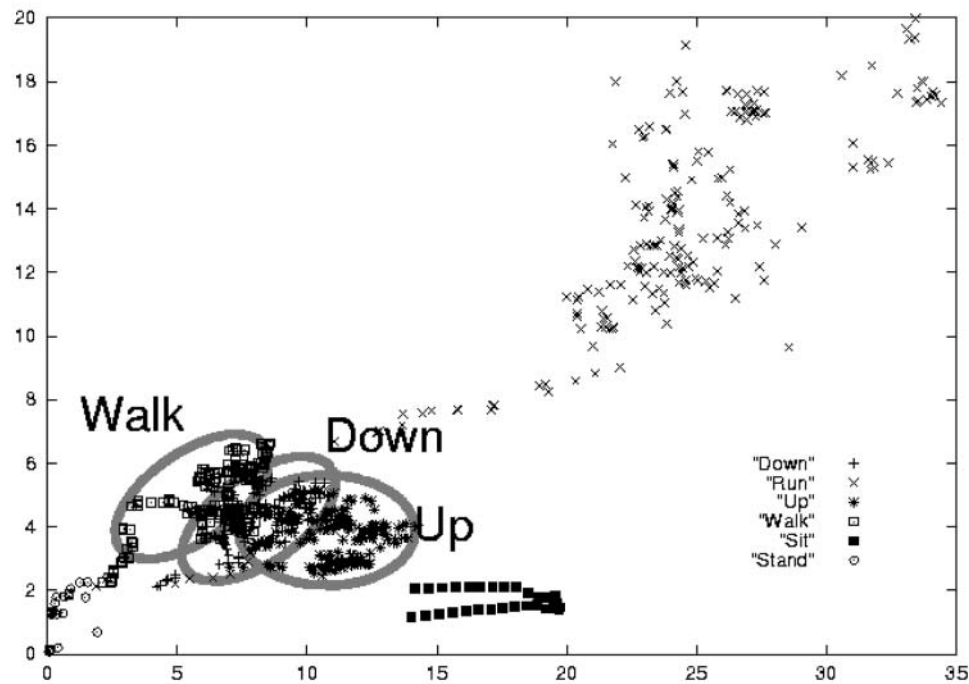 20
18
16
14
12
10
8
6
4
2
0
Walk
Down
Up
"Down" +
"Run" ×
"Up" ✱
"Walk" ⊡
"Sit" ■
"Stand" ⊙
0 5 10 15 20 25 30 35